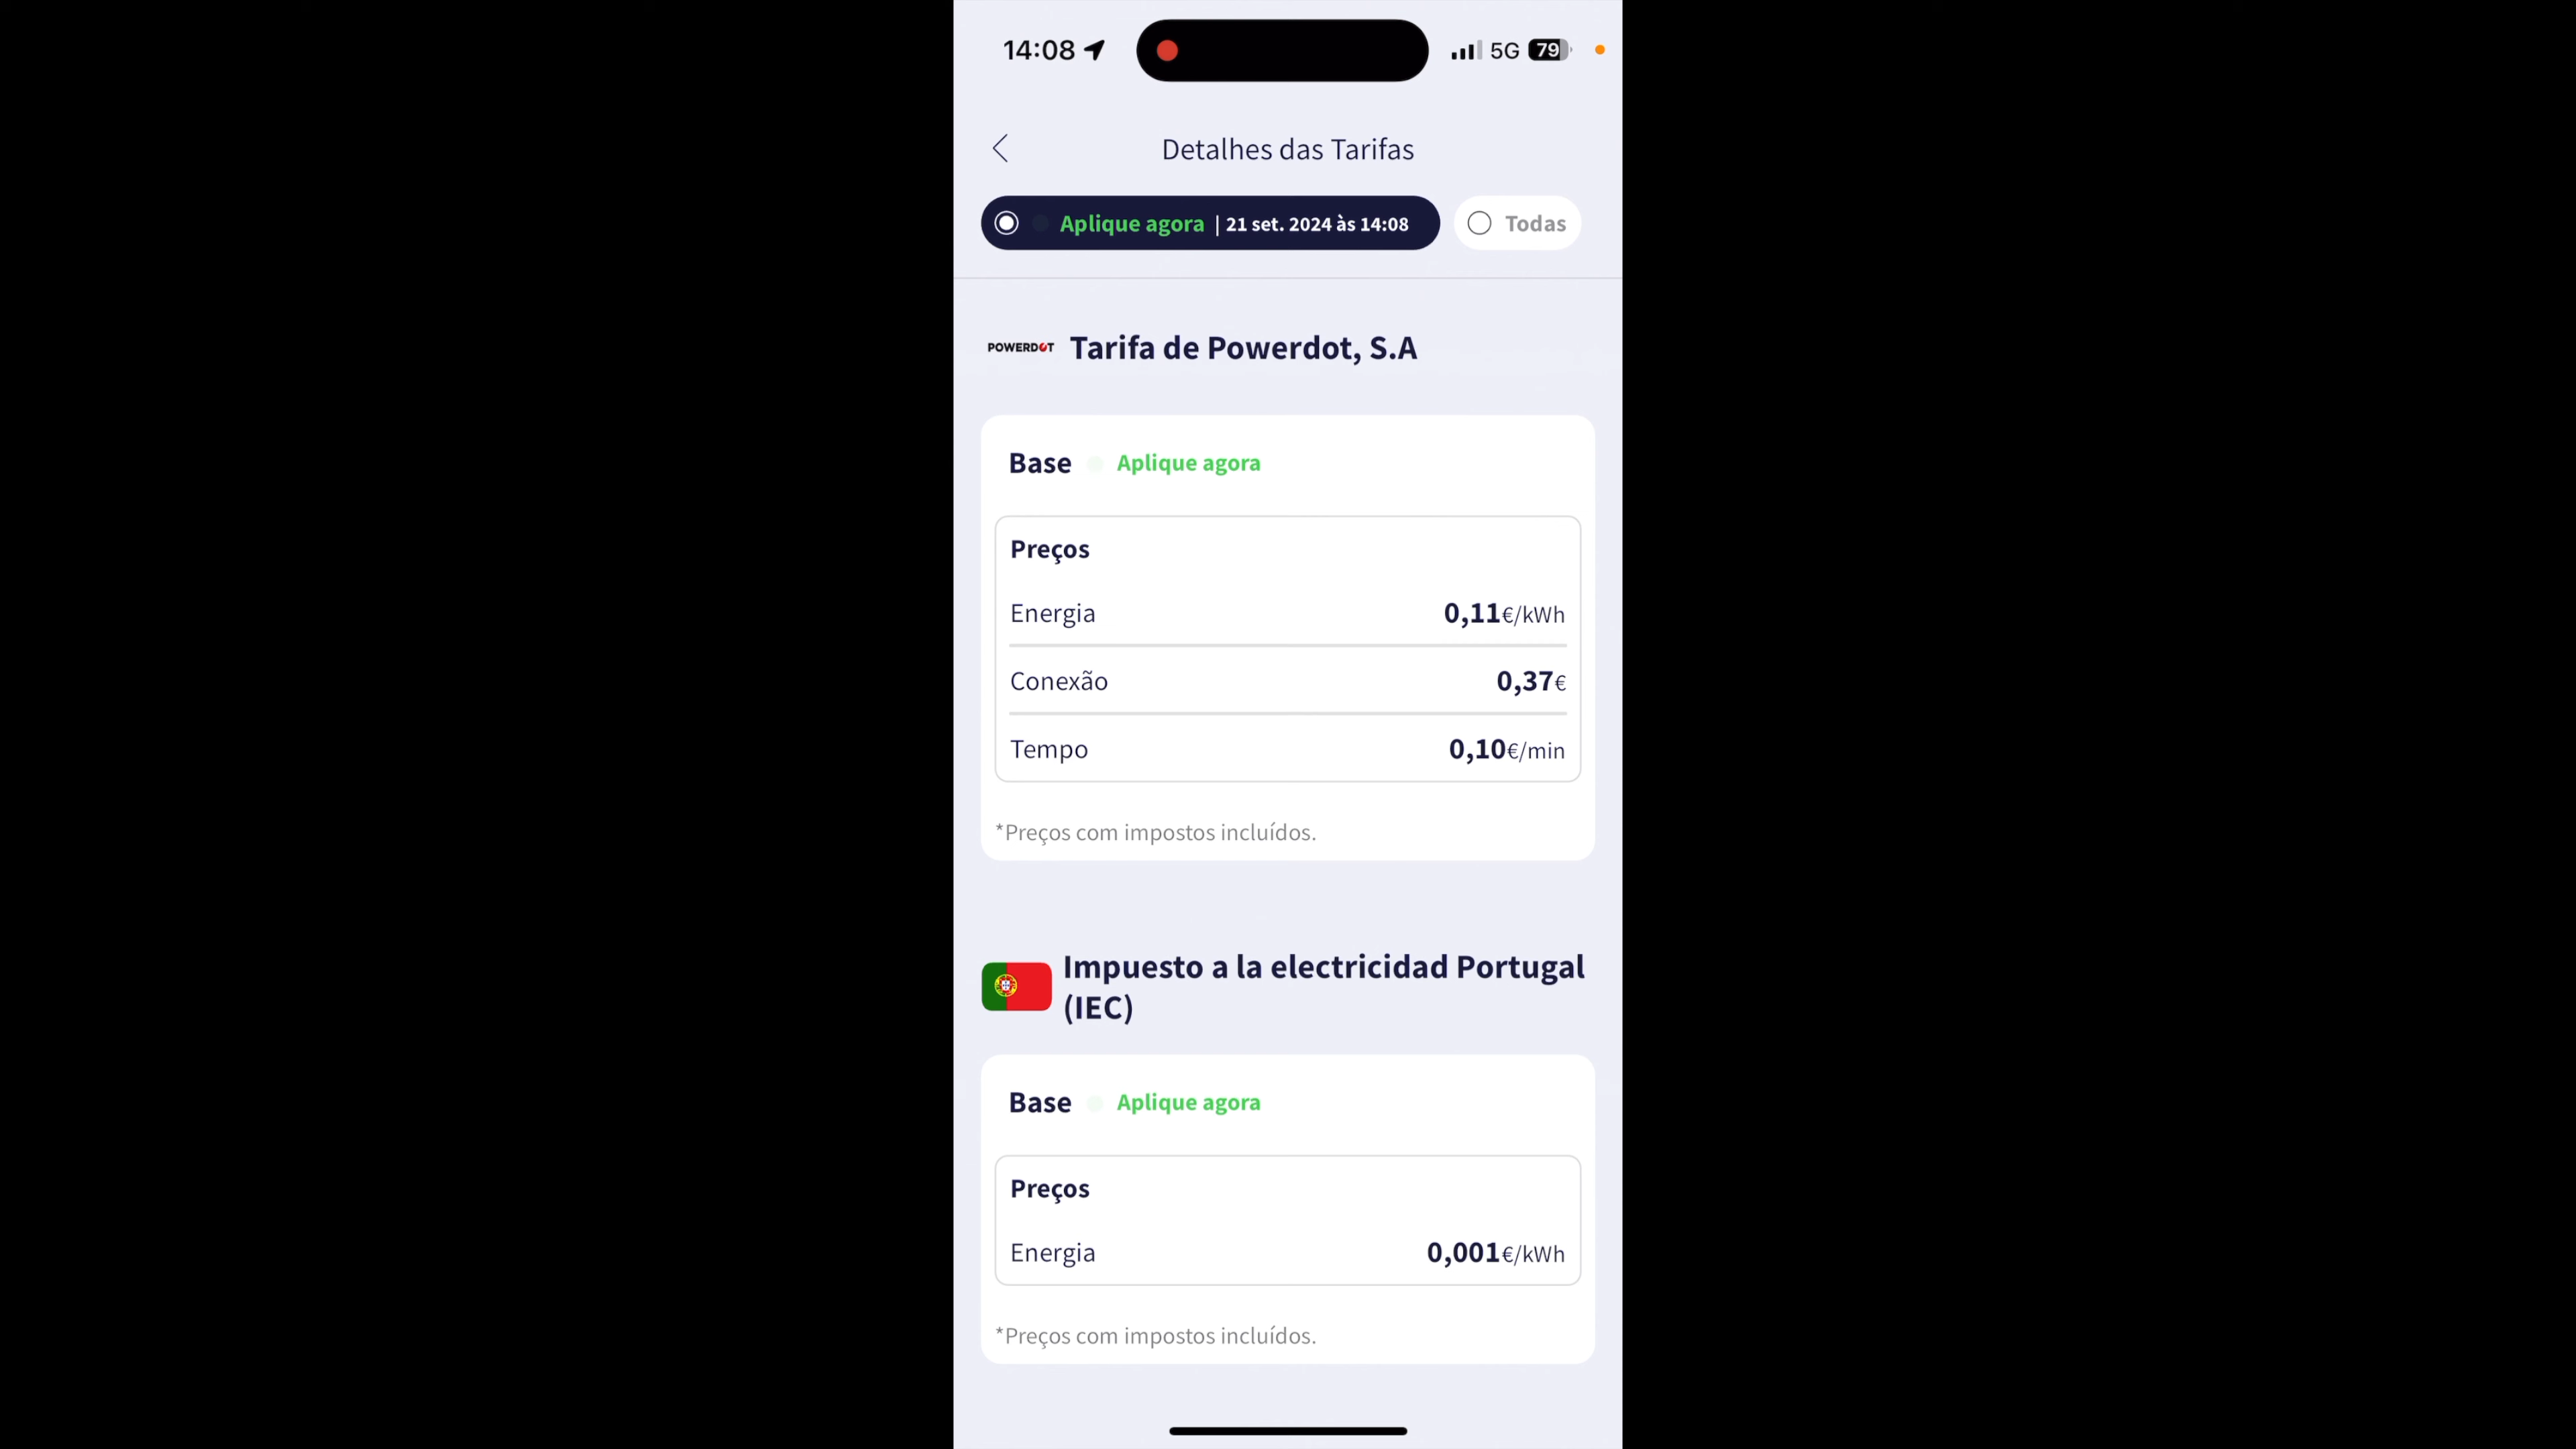 14:08 5G 79
Detalhes das Tarifas
Aplique agora | 21 set. 2024 às 14:08 Todas
POWERDOT Tarifa de Powerdot, S.A
Base Aplique agora
Preços
Energia 0,11€/kWh
Conexão 0,37€
Tempo 0,10€/min
*Preços com impostos incluídos.
Impuesto a la electricidad Portugal
(IEC)
Base Aplique agora
Preços
Energia 0,001€/kWh
*Preços com impostos incluídos.